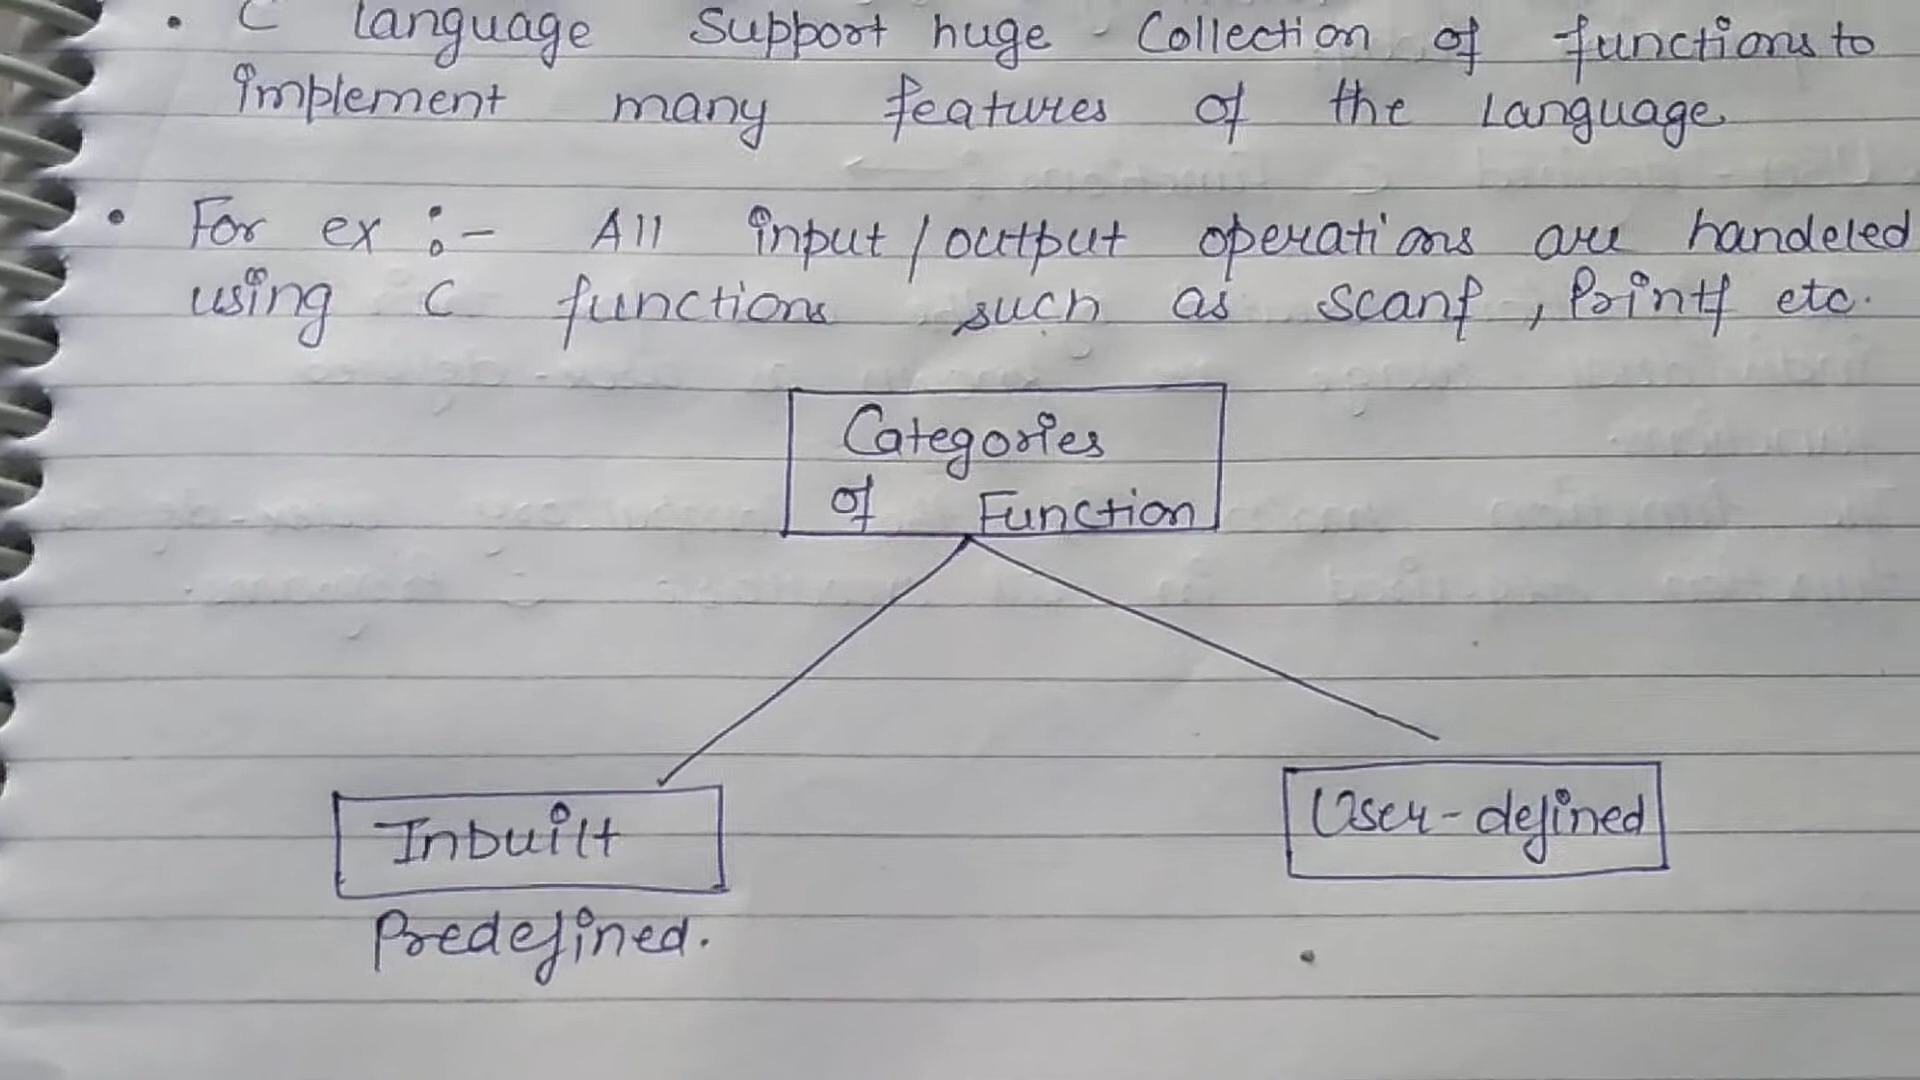 • C language Support huge Collection of functions to
implement many features of the Language
• For ex :- All input/output operations are handeled
using C functions such as scanf, Printf etc.
Categories
of Function
Inbuilt
User-defined
Predefined.